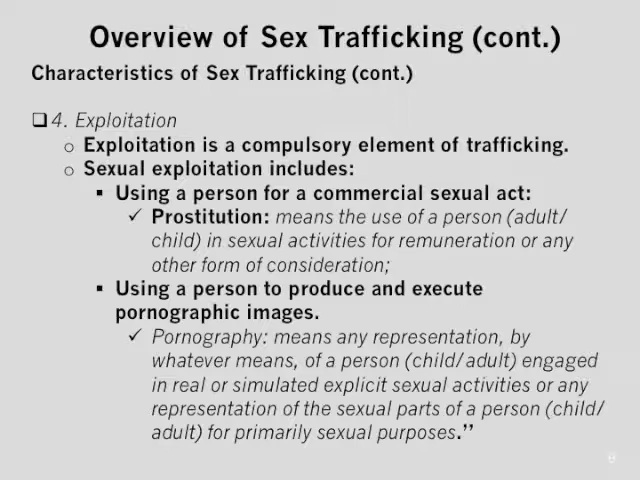 Overview of Sex Trafficking (cont.)
Characteristics of Sex Trafficking (cont.)
❑ 4. Exploitation
o Exploitation is a compulsory element of trafficking.
o Sexual exploitation includes:
▪ Using a person for a commercial sexual act:
✓ Prostitution: means the use of a person (adult/
child) in sexual activities for remuneration or any
other form of consideration;
▪ Using a person to produce and execute
pornographic images.
✓ Pornography: means any representation, by
whatever means, of a person (child/adult) engaged
in real or simulated explicit sexual activities or any
representation of the sexual parts of a person (child/
adult) for primarily sexual purposes.”